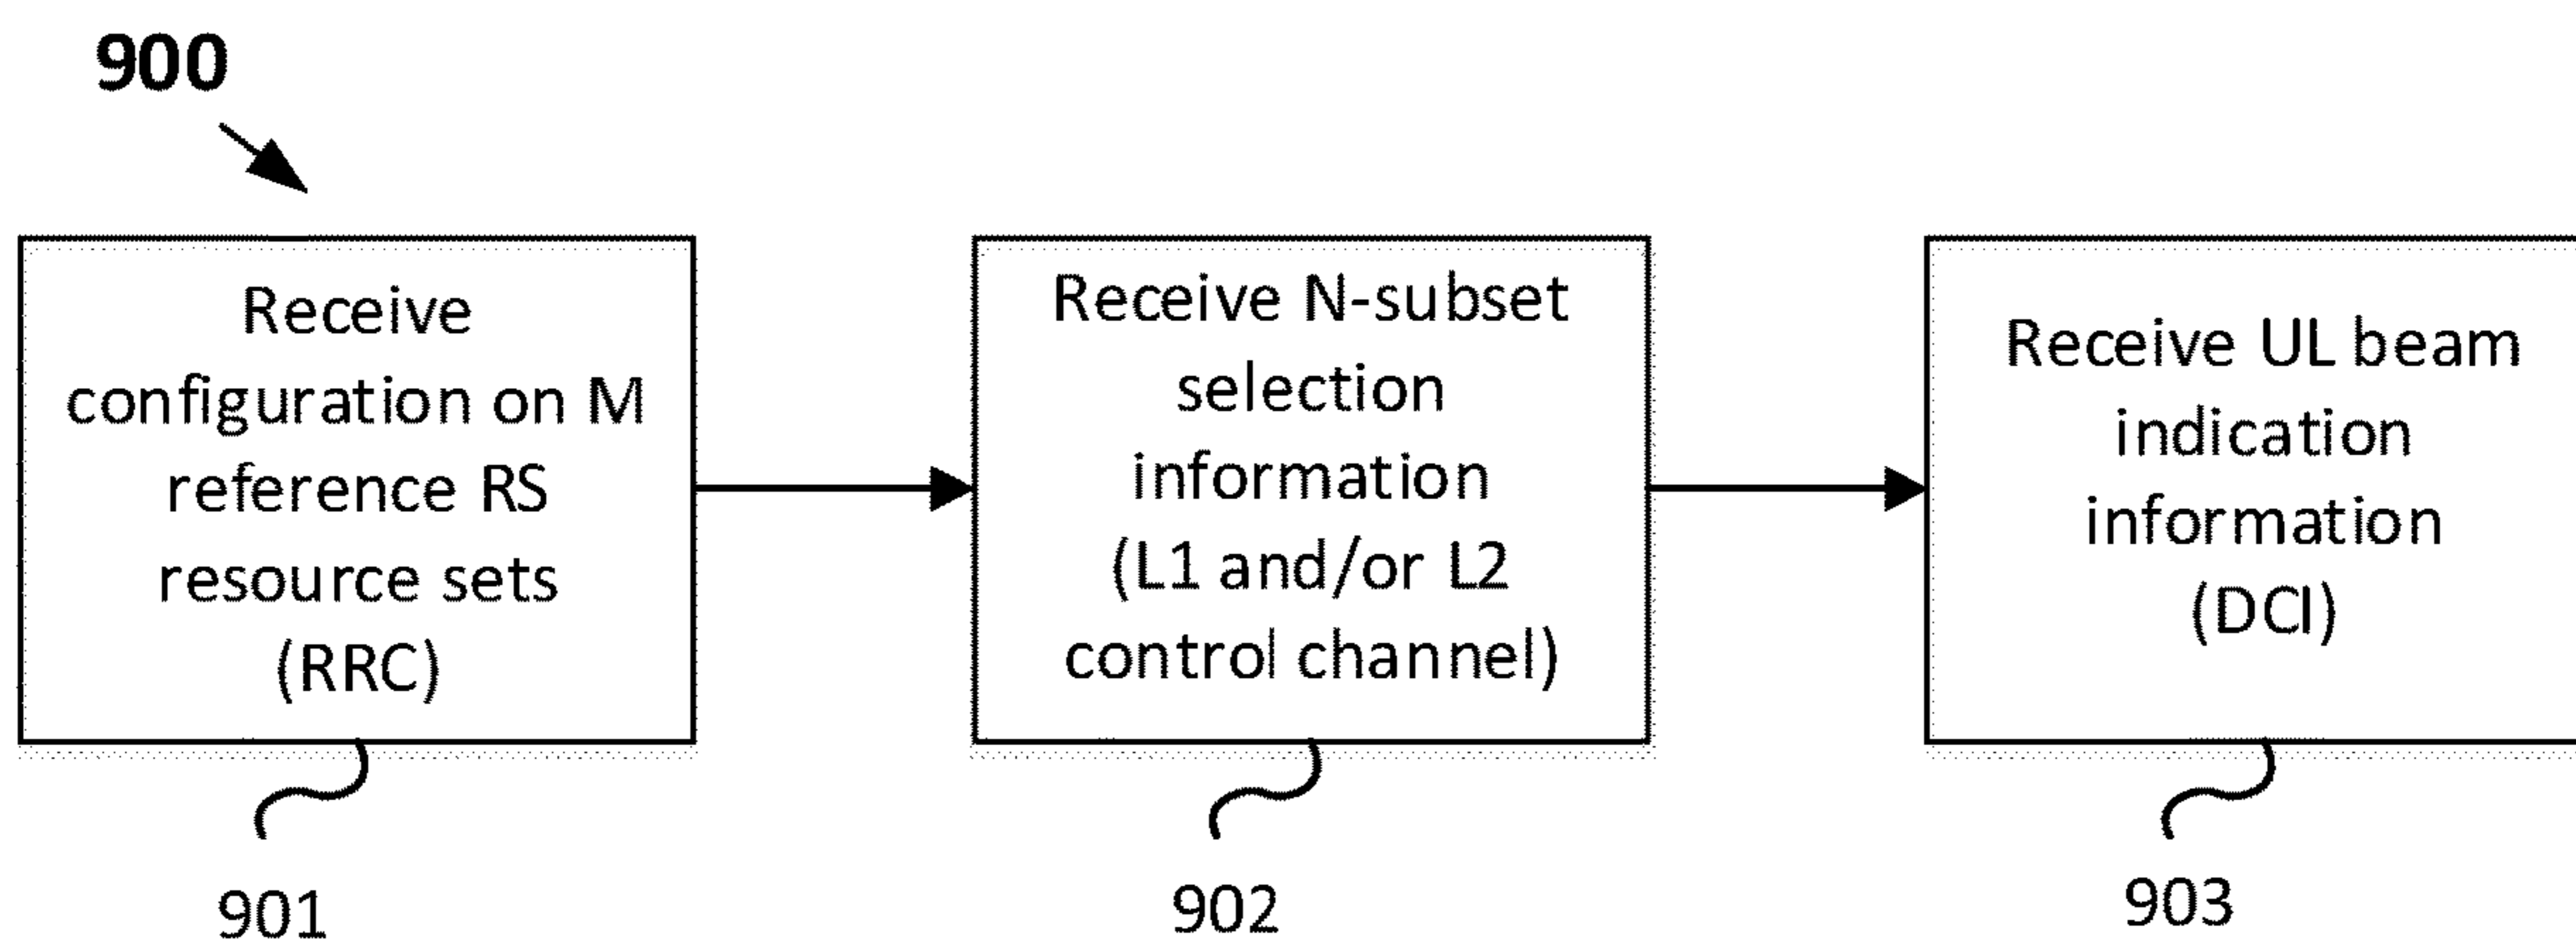 900
Receive
configuration on M
reference RS
resource sets
(RRC)
Receive N-subset
selection
information
(L1 and/or L2
control channel)
Receive UL beam
indication
information
(DCI)
901
902
903